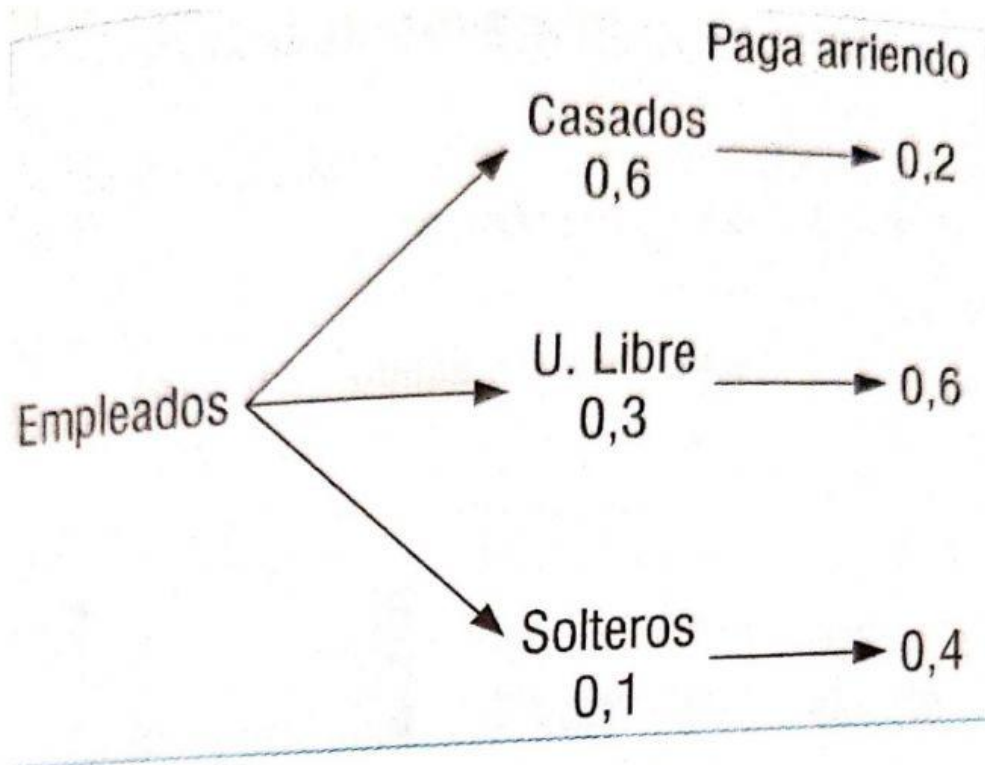 Paga arriendo
Casados
0,6
0,2
U. Libre
0,3
0,6
Empleados
Solteros
0,1
0,4